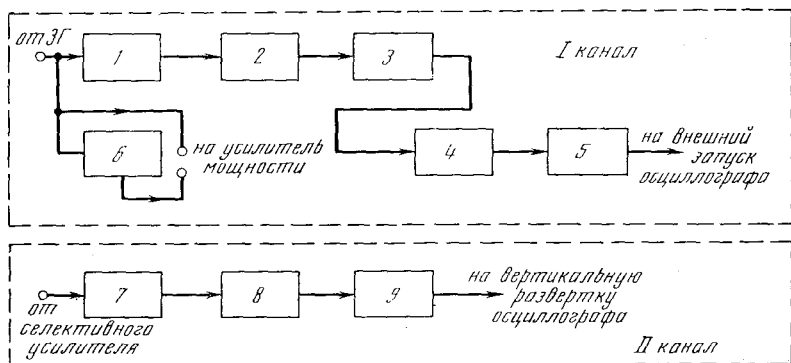 от ЗГ
1
2
3
I канал
6
на усилитель
мощности
4
5
на внешний
запуск
осциллографа
7
8
9
от
селективного
усилителя
на вертикальную
развертку
осциллографа
II канал